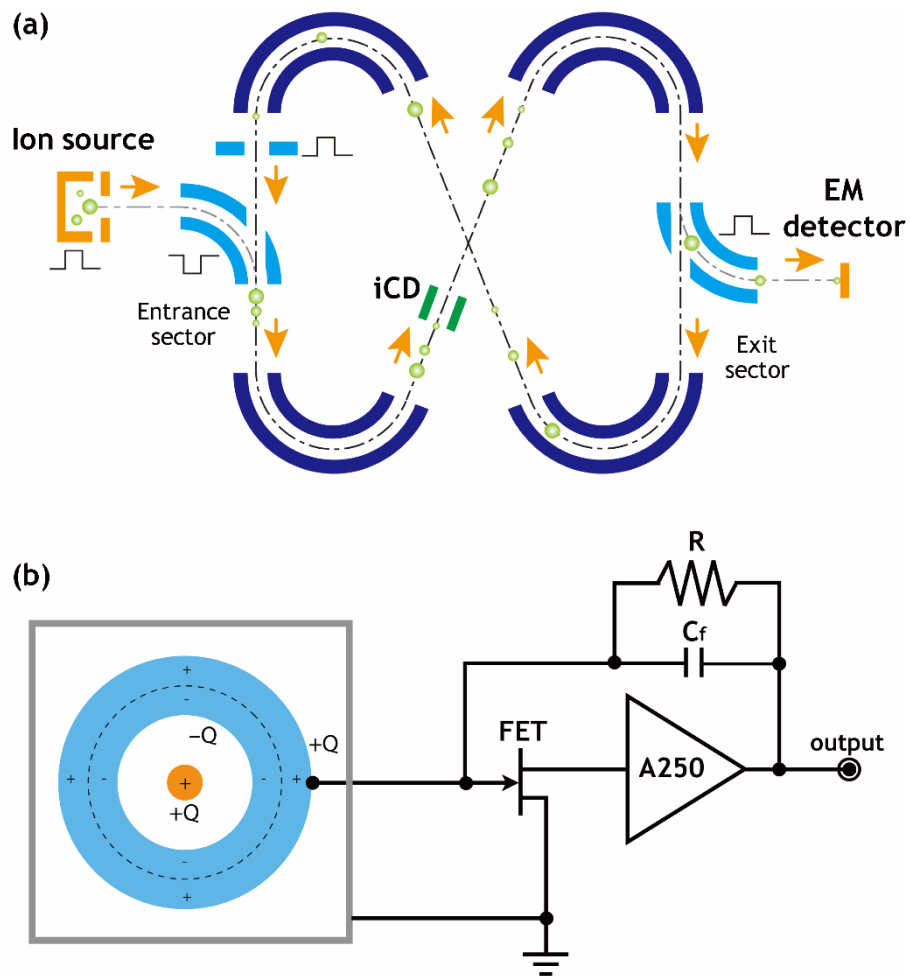 (a)
Ion source
EM
detector
iCD
Entrance
sector
Exit
sector
(b)
R
Cf
+
-
-Q
+Q
FET
+
-
+
-
+
+Q
A250
output
-
+